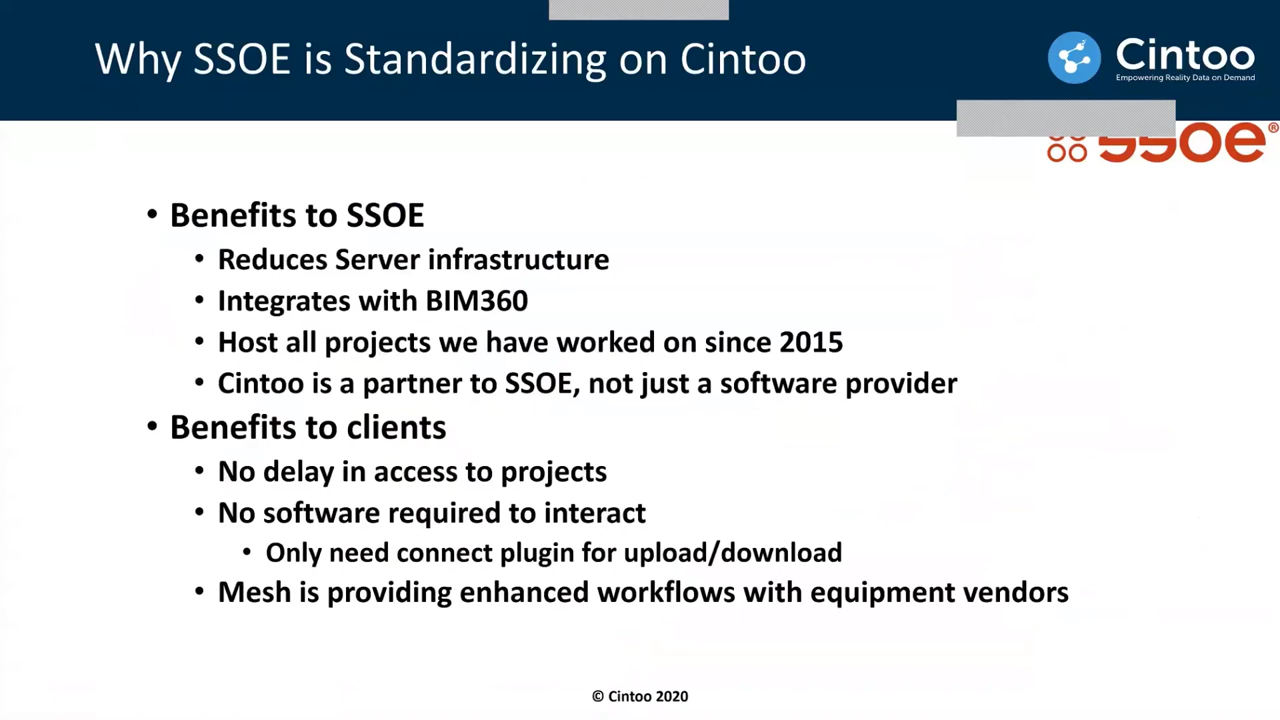 Why SSOE is Standardizing on Cintoo
Cintoo
Empowering Reality Data on Demand
SSOe®
• Benefits to SSOE
• Reduces Server infrastructure
• Integrates with BIM360
• Host all projects we have worked on since 2015
• Cintoo is a partner to SSOE, not just a software provider
• Benefits to clients
• No delay in access to projects
• No software required to interact
• Only need connect plugin for upload/download
• Mesh is providing enhanced workflows with equipment vendors
© Cintoo 2020